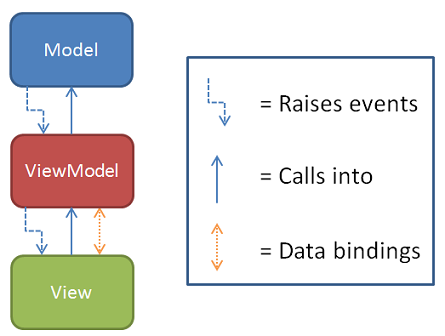 Model
ViewModel
View
= Raises events
= Calls into
= Data bindings